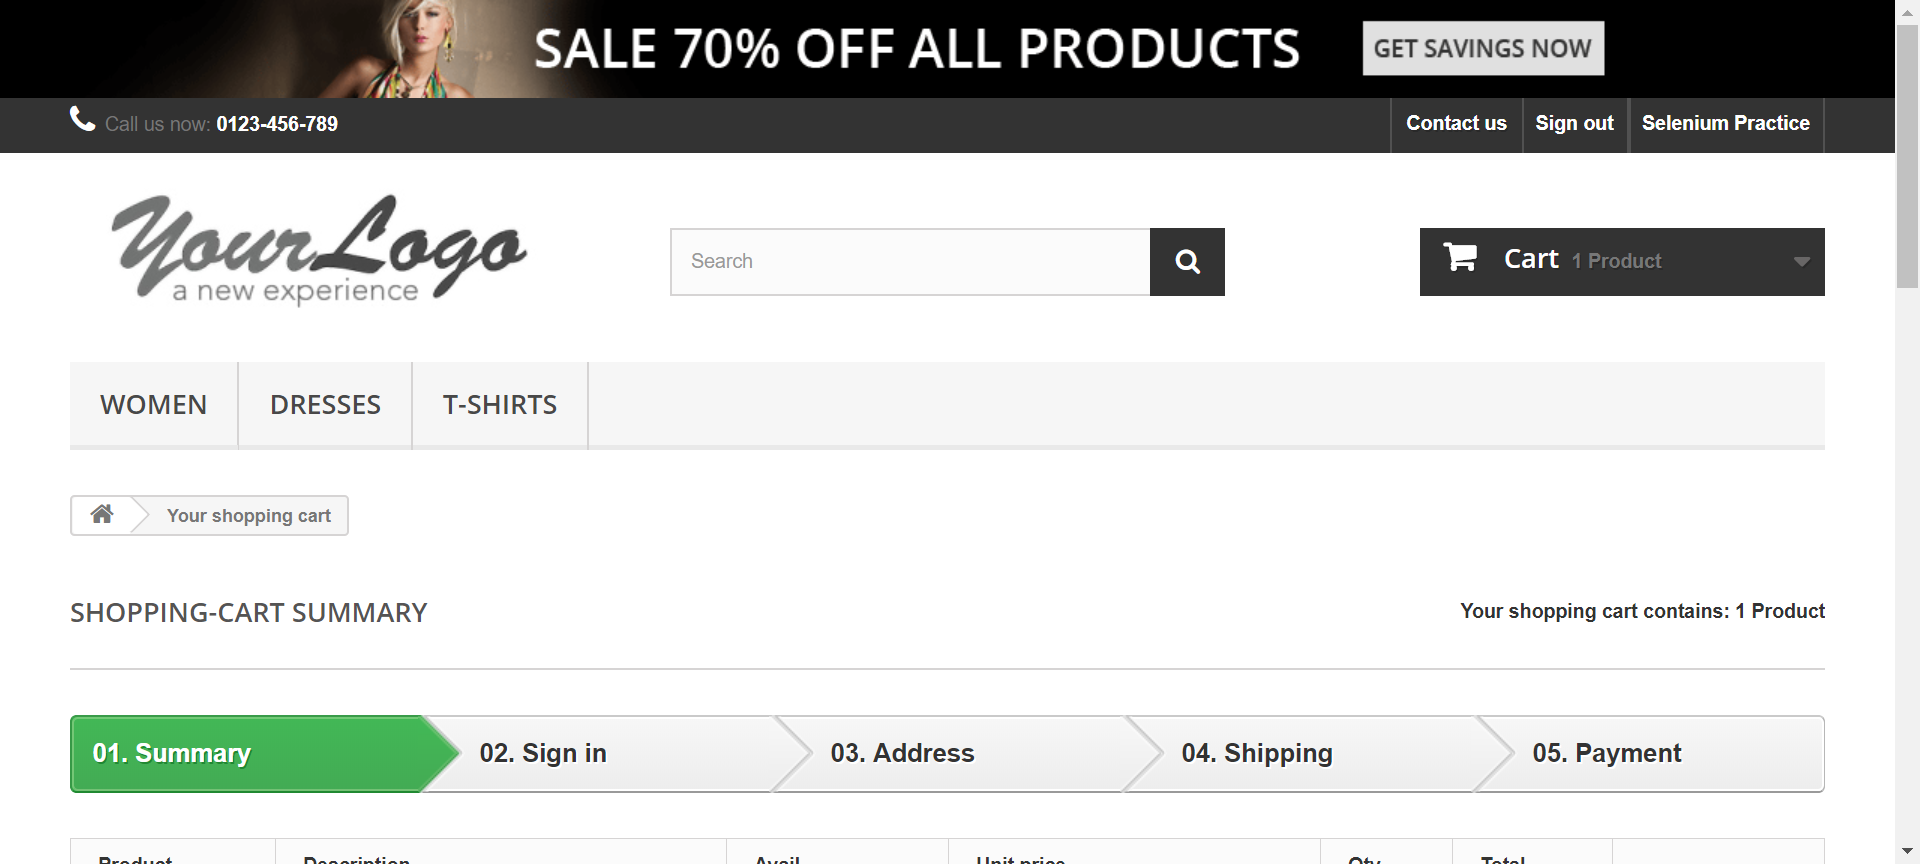 SALE 70% OFF ALL PRODUCTS GET SAVINGS NOW
Call us now: 0123-456-789 Contact us Sign out Selenium Practice
Your Logo
a new experience
Search
Cart 1 Product
WOMEN DRESSES T-SHIRTS
Your shopping cart
SHOPPING-CART SUMMARY Your shopping cart contains: 1 Product
01. Summary 02. Sign in 03. Address 04. Shipping 05. Payment
Product Description Avail. Unit price Qty Total